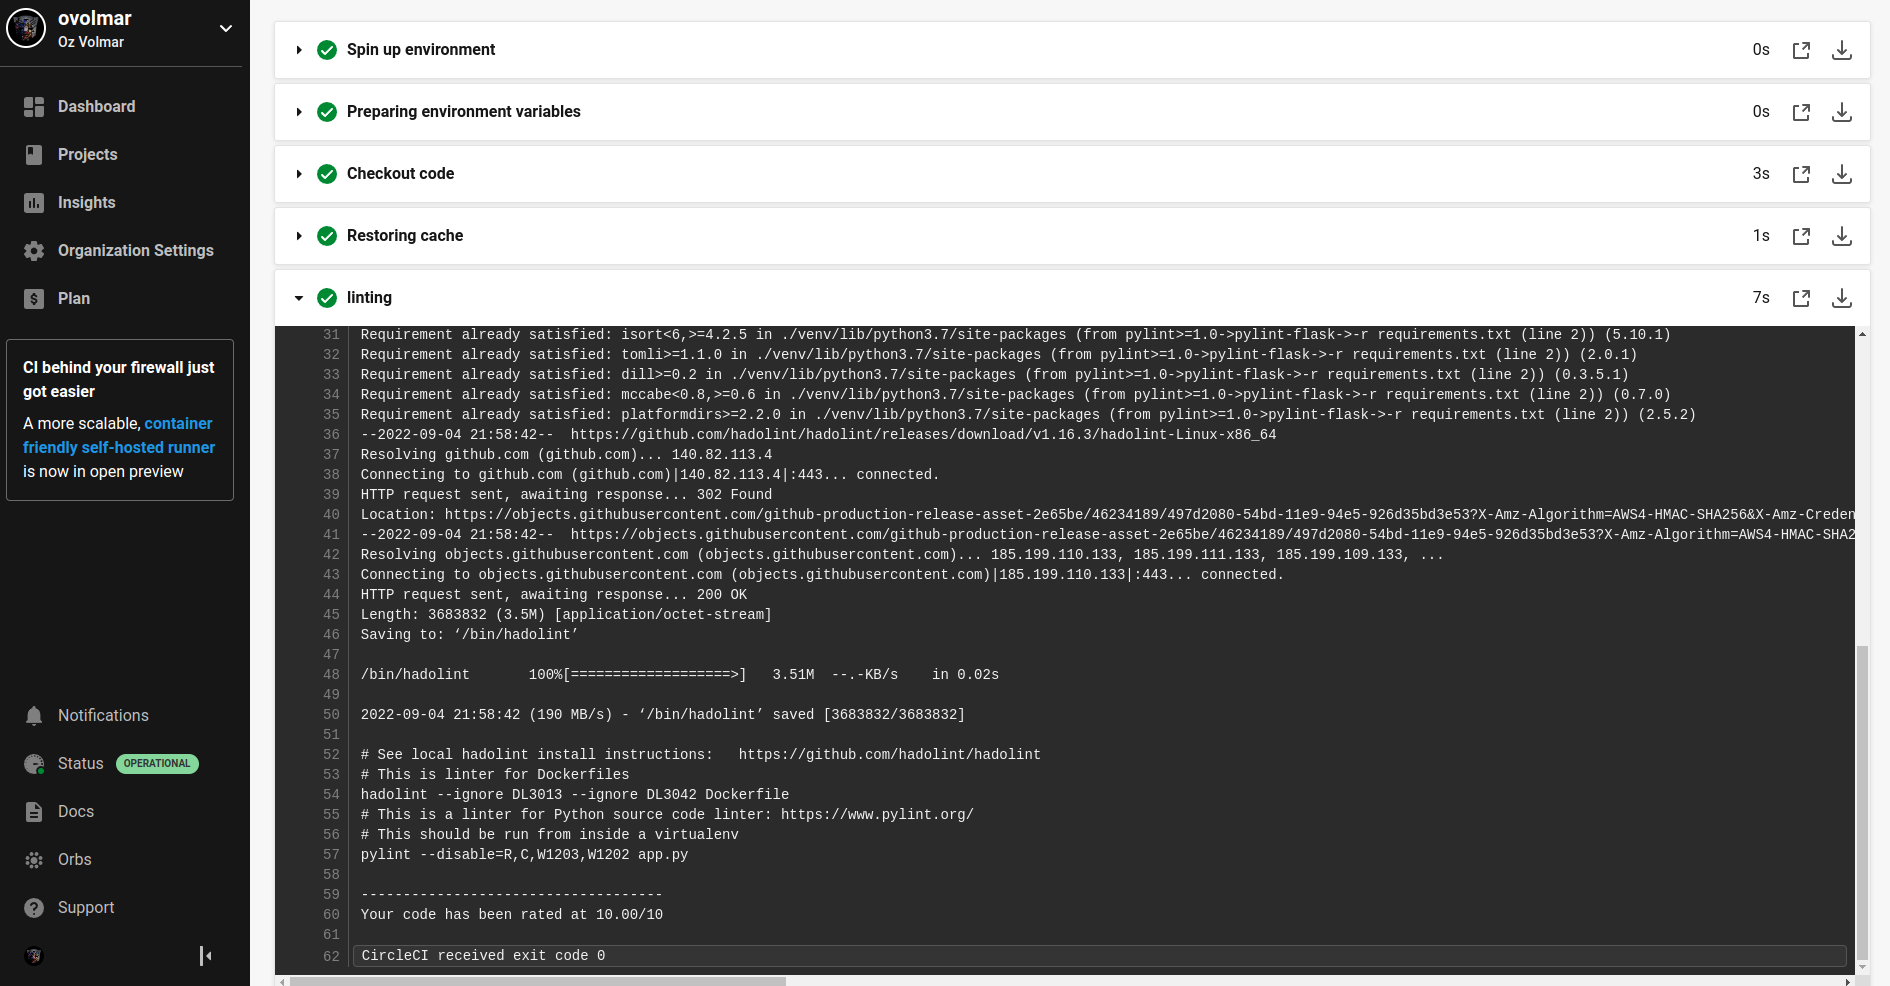 ovolmar
Oz Volmar
Dashboard
Projects
Insights
Organization Settings
Plan
CI behind your firewall just
got easier
A more scalable, container
friendly self-hosted runner
is now in open preview
Notifications
Status OPERATIONAL
Docs
Orbs
Support
Spin up environment 0s
Preparing environment variables 0s
Checkout code 3s
Restoring cache 1s
linting 7s
31 Requirement already satisfied: isort<6,>=4.2.5 in ./venv/lib/python3.7/site-packages (from pylint>=1.0->pylint-flask->-r requirements.txt (line 2)) (5.10.1)
32 Requirement already satisfied: tomli>=1.1.0 in ./venv/lib/python3.7/site-packages (from pylint>=1.0->pylint-flask->-r requirements.txt (line 2)) (2.0.1)
33 Requirement already satisfied: dill>=0.2 in ./venv/lib/python3.7/site-packages (from pylint>=1.0->pylint-flask->-r requirements.txt (line 2)) (0.3.5.1)
34 Requirement already satisfied: mccabe<0.8,>=0.6 in ./venv/lib/python3.7/site-packages (from pylint>=1.0->pylint-flask->-r requirements.txt (line 2)) (0.7.0)
35 Requirement already satisfied: platformdirs>=2.2.0 in ./venv/lib/python3.7/site-packages (from pylint>=1.0->pylint-flask->-r requirements.txt (line 2)) (2.5.2)
36 --2022-09-04 21:58:42--  https://github.com/hadolint/hadolint/releases/download/v1.16.3/hadolint-Linux-x86_64
37 Resolving github.com (github.com)... 140.82.113.4
38 Connecting to github.com (github.com)|140.82.113.4|:443... connected.
39 HTTP request sent, awaiting response... 302 Found
40 Location: https://objects.githubusercontent.com/github-production-release-asset-2e65be/46234189/497d2080-54bd-11e9-94e5-926d35bd3e53?X-Amz-Algorithm=AWS4-HMAC-SHA256&X-Amz-Creden
41 --2022-09-04 21:58:42--  https://objects.githubusercontent.com/github-production-release-asset-2e65be/46234189/497d2080-54bd-11e9-94e5-926d35bd3e53?X-Amz-Algorithm=AWS4-HMAC-SHA2
42 Resolving objects.githubusercontent.com (objects.githubusercontent.com)... 185.199.110.133, 185.199.111.133, 185.199.109.133, ...
43 Connecting to objects.githubusercontent.com (objects.githubusercontent.com)|185.199.110.133|:443... connected.
44 HTTP request sent, awaiting response... 200 OK
45 Length: 3683832 (3.5M) [application/octet-stream]
46 Saving to: ‘/bin/hadolint’
47
48 /bin/hadolint       100%[===================>]   3.51M  --.-KB/s    in 0.02s
49
50 2022-09-04 21:58:42 (190 MB/s) - ‘/bin/hadolint’ saved [3683832/3683832]
51
52 # See local hadolint install instructions:   https://github.com/hadolint/hadolint
53 # This is linter for Dockerfiles
54 hadolint --ignore DL3013 --ignore DL3042 Dockerfile
55 # This is a linter for Python source code linter: https://www.pylint.org/
56 # This should be run from inside a virtualenv
57 pylint --disable=R,C,W1203,W1202 app.py
58
59 ------------------------------------
60 Your code has been rated at 10.00/10
61
62 CircleCI received exit code 0